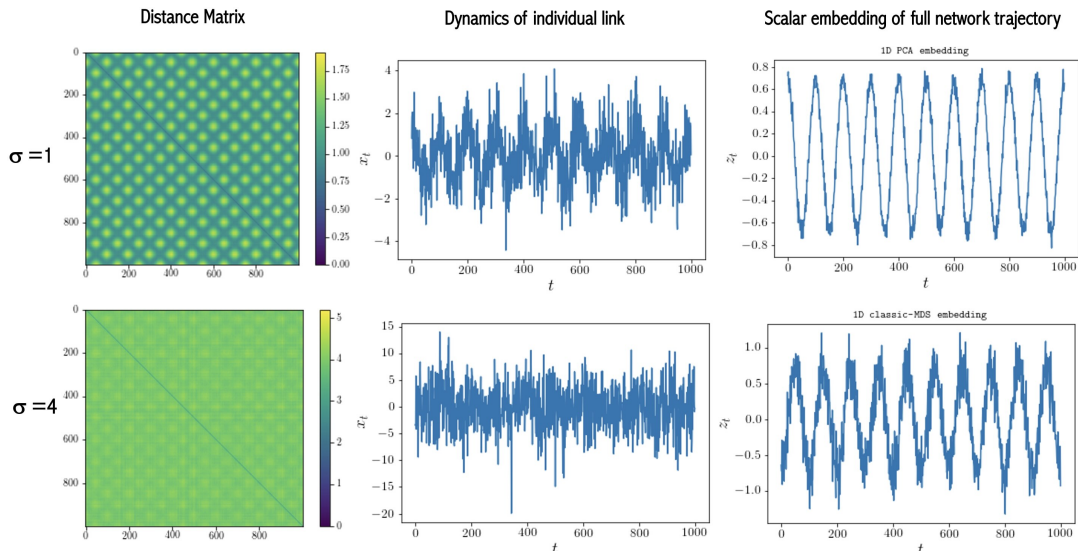 Distance Matrix
Dynamics of individual link
Scalar embedding of full network trajectory
σ =1
0
200
400
600
800
0 200 400 600 800
1.75
1.50
1.25
1.00
0.75
0.50
0.25
0.00
4
2
0
−2
−4
x_t
0 200 400 600 800 1000
t
1D PCA embedding
0.8
0.6
0.4
0.2
0.0
−0.2
−0.4
−0.6
−0.8
z_t
0 200 400 600 800 1000
t
σ =4
0
200
400
600
800
0 200 400 600 800
5
4
3
2
1
0
15
10
5
0
−5
−10
−15
−20
x_t
0 200 400 600 800 1000
t
1D classic-MDS embedding
1.0
0.5
0.0
−0.5
−1.0
z_t
0 200 400 600 800 1000
t